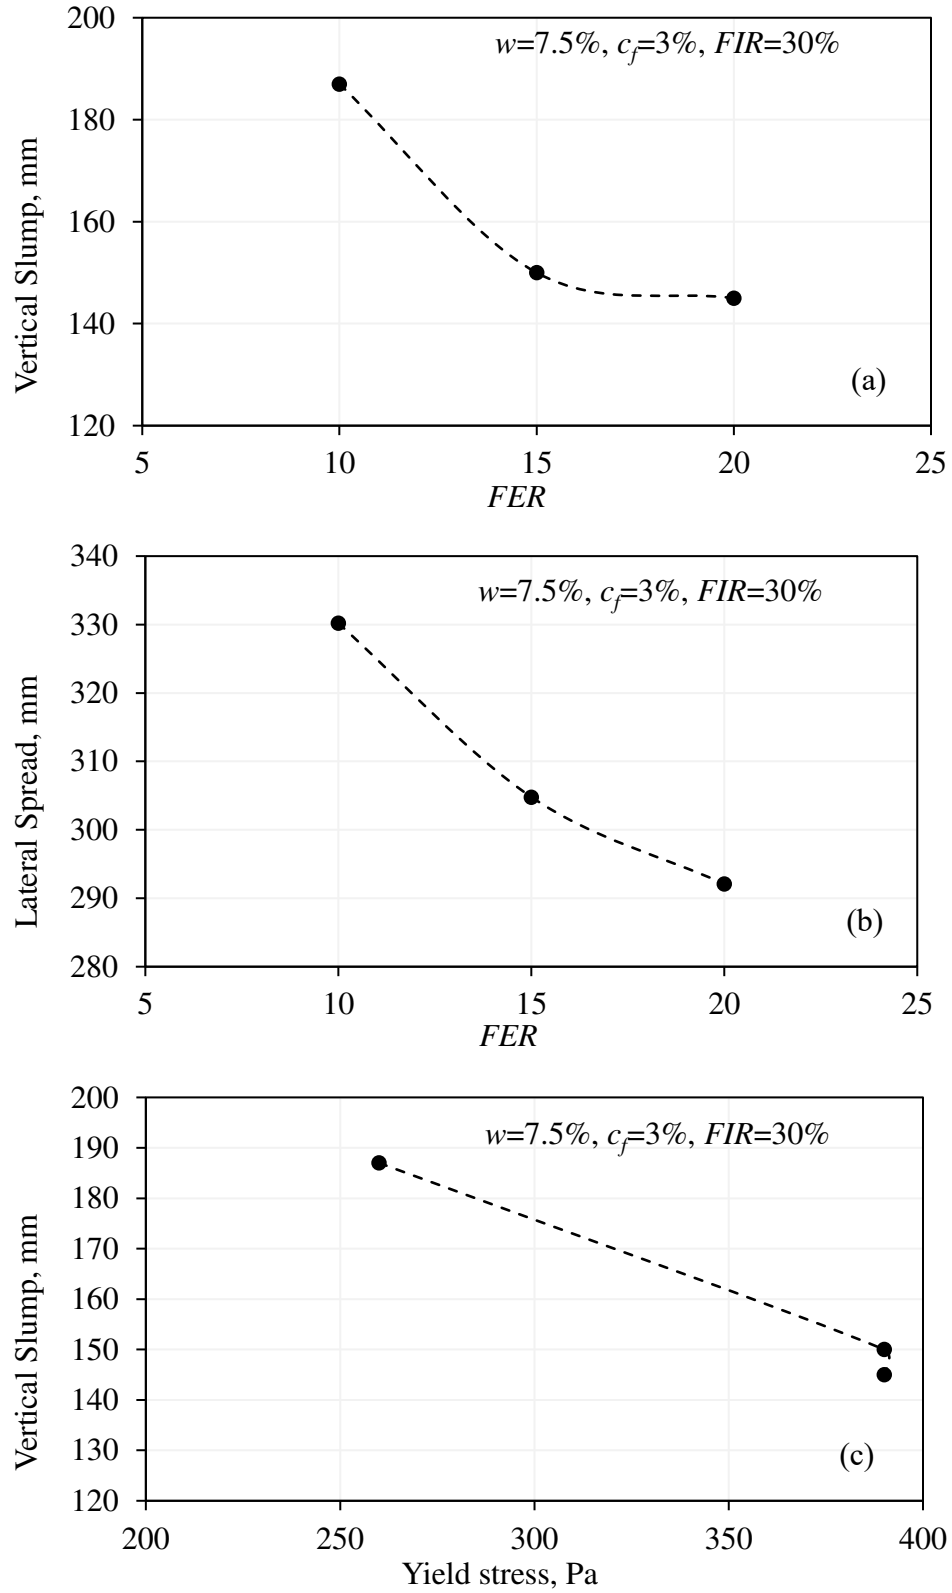 200
w=7.5%, cf=3%, FIR=30%
180
160
140
120
Vertical Slump, mm
(a)
5 10 15 20 25
FER
340
w=7.5%, cf=3%, FIR=30%
330
320
310
300
290
280
Lateral Spread, mm
(b)
5 10 15 20 25
FER
200
w=7.5%, cf=3%, FIR=30%
190
180
170
160
150
140
130
120
Vertical Slump, mm
(c)
200 250 300 350 400
Yield stress, Pa